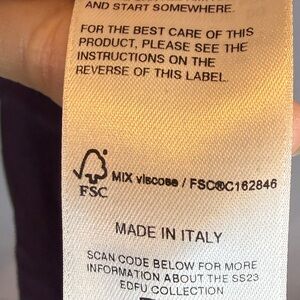 AND START SOMEWHERE.
FOR THE BEST CARE OF THIS
PRODUCT, PLEASE SEE THE
INSTRUCTIONS ON THE
REVERSE OF THIS LABEL.
FSC
MIX viscose / FSC®C162846
MADE IN ITALY
SCAN CODE BELOW FOR MORE
INFORMATION ABOUT THE SS23
EDFU COLLECTION